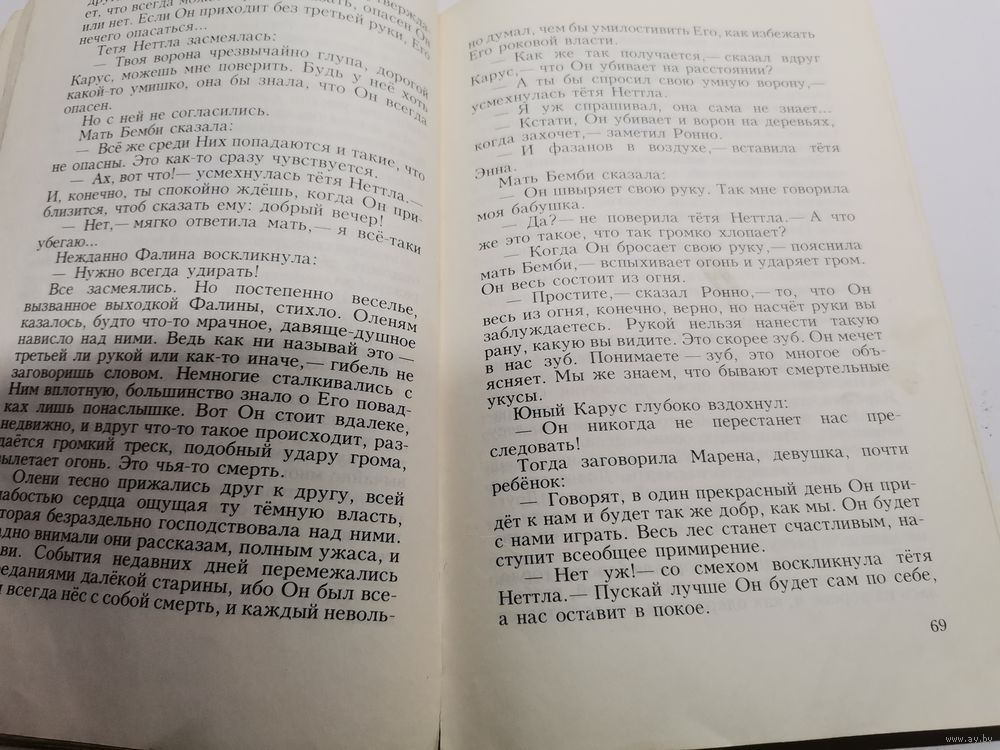 утвержда-
ет, что всегда может опасен Он
или нет. Если Он приходит без третьей руки, Его
нечего опасаться...
Тетя Неттла засмеялась:
— Твоя ворона чрезвычайно глупа, дорогой
Карус, можешь мне поверить. Будь у неё хоть
какой-то умишко, она бы знала, что Он всегда
опасен.
Но с ней не согласились.
Мать Бемби сказала:
— Всё же среди Них попадаются и такие, что
не опасны. Это как-то сразу чувствуется.
— Ах, вот что!— усмехнулась тётя Неттла.—
И, конечно, ты спокойно ждёшь, когда Он при-
близится, чтоб сказать ему: добрый вечер!
— Нет,— мягко ответила мать,— я всё-таки
убегаю...
Нежданно Фалина воскликнула:
— Нужно всегда удирать!
Все засмеялись. Но постепенно веселье,
вызванное выходкой Фалины, стихло. Оленям
казалось, будто что-то мрачное, давяще-душное
нависло над ними. Ведь как ни называй это —
третьей ли рукой или как-то иначе,— гибель не
заговоришь словом. Немногие сталкивались с
Ним вплотную, большинство знало о Его повад-
ках лишь понаслышке. Вот Он стоит вдалеке,
недвижно, и вдруг что-то такое происходит, раз-
даётся громкий треск, подобный удару грома,
вылетает огонь. Это чья-то смерть.
Олени тесно прижались друг к другу, всей
лабостью сердца ощущая ту тёмную власть,
торая безраздельно господствовала над ними.
адно внимали они рассказам, полным ужаса, и
ви. События недавних дней перемежались
еданиями далёкой старины, ибо Он был все-
и всегда нёс с собой смерть, и каждый неволь-
но думал, чем бы умилостивить Его, как избежать
Его роковой власти.
— Как же так получается,— сказал вдруг
Карус,— что Он убивает на расстоянии?
— А ты бы спросил свою умную ворону,—
усмехнулась тётя Неттла.
— Я уж спрашивал, она сама не знает...
— Кстати, Он убивает и ворон на деревьях,
когда захочет,— заметил Ронно.
— И фазанов в воздухе,— вставила тётя
Энна.
Мать Бемби сказала:
— Он швыряет свою руку. Так мне говорила
моя бабушка.
— Да?— не поверила тётя Неттла.— А что
же это такое, что так громко хлопает?
— Когда Он бросает свою руку,— пояснила
мать Бемби,— вспыхивает огонь и ударяет гром.
Он весь состоит из огня.
— Простите,— сказал Ронно,— то, что Он
весь из огня, конечно, верно, но насчёт руки вы
заблуждаетесь. Рукой нельзя нанести такую
рану, какую вы видите. Это скорее зуб. Он мечет
в нас зуб. Понимаете — зуб, это многое объ-
ясняет. Мы же знаем, что бывают смертельные
укусы.
Юный Карус глубоко вздохнул:
— Он никогда не перестанет нас пре-
следовать!
Тогда заговорила Марена, девушка, почти
ребёнок:
— Говорят, в один прекрасный день Он при-
дёт к нам и будет так же добр, как мы. Он будет
с нами играть. Весь лес станет счастливым, на-
ступит всеобщее примирение.
— Нет уж!— со смехом воскликнула тётя
Неттла.— Пускай лучше Он будет сам по себе,
а нас оставит в покое.
69
www.av.by